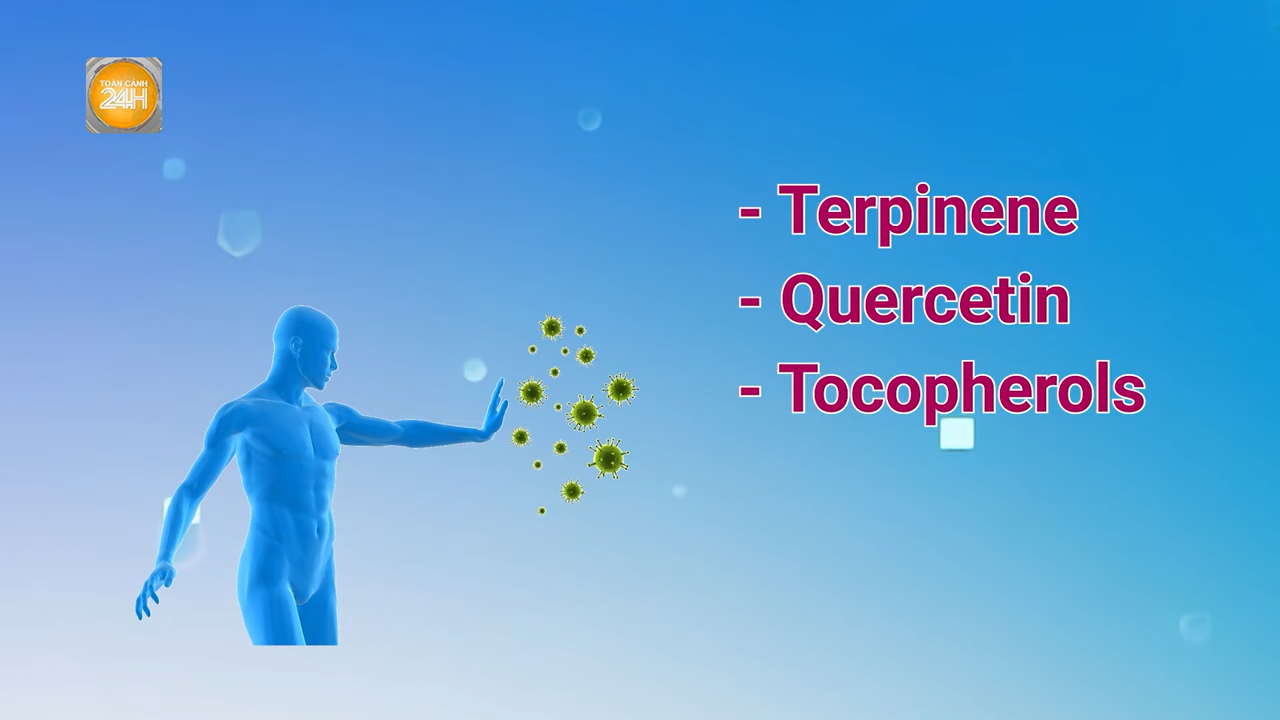 TOÀN CẢNH
24H
- Terpinene
- Quercetin
- Tocopherols